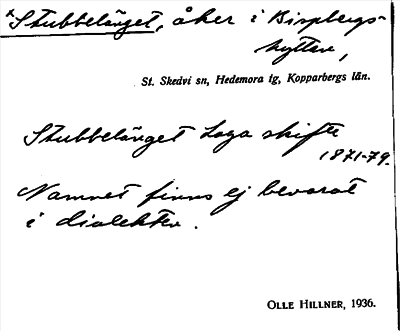 *Stubbelänget, åker i Bispbergs-
hyttan,
St. Skedvi sn, Hedemora tg, Kopparbergs län.
Stubbelänget Laga skifte
1871-79.
Namnet finns ej bevarat
i dialekten.
OLLE HILLNER, 1936.